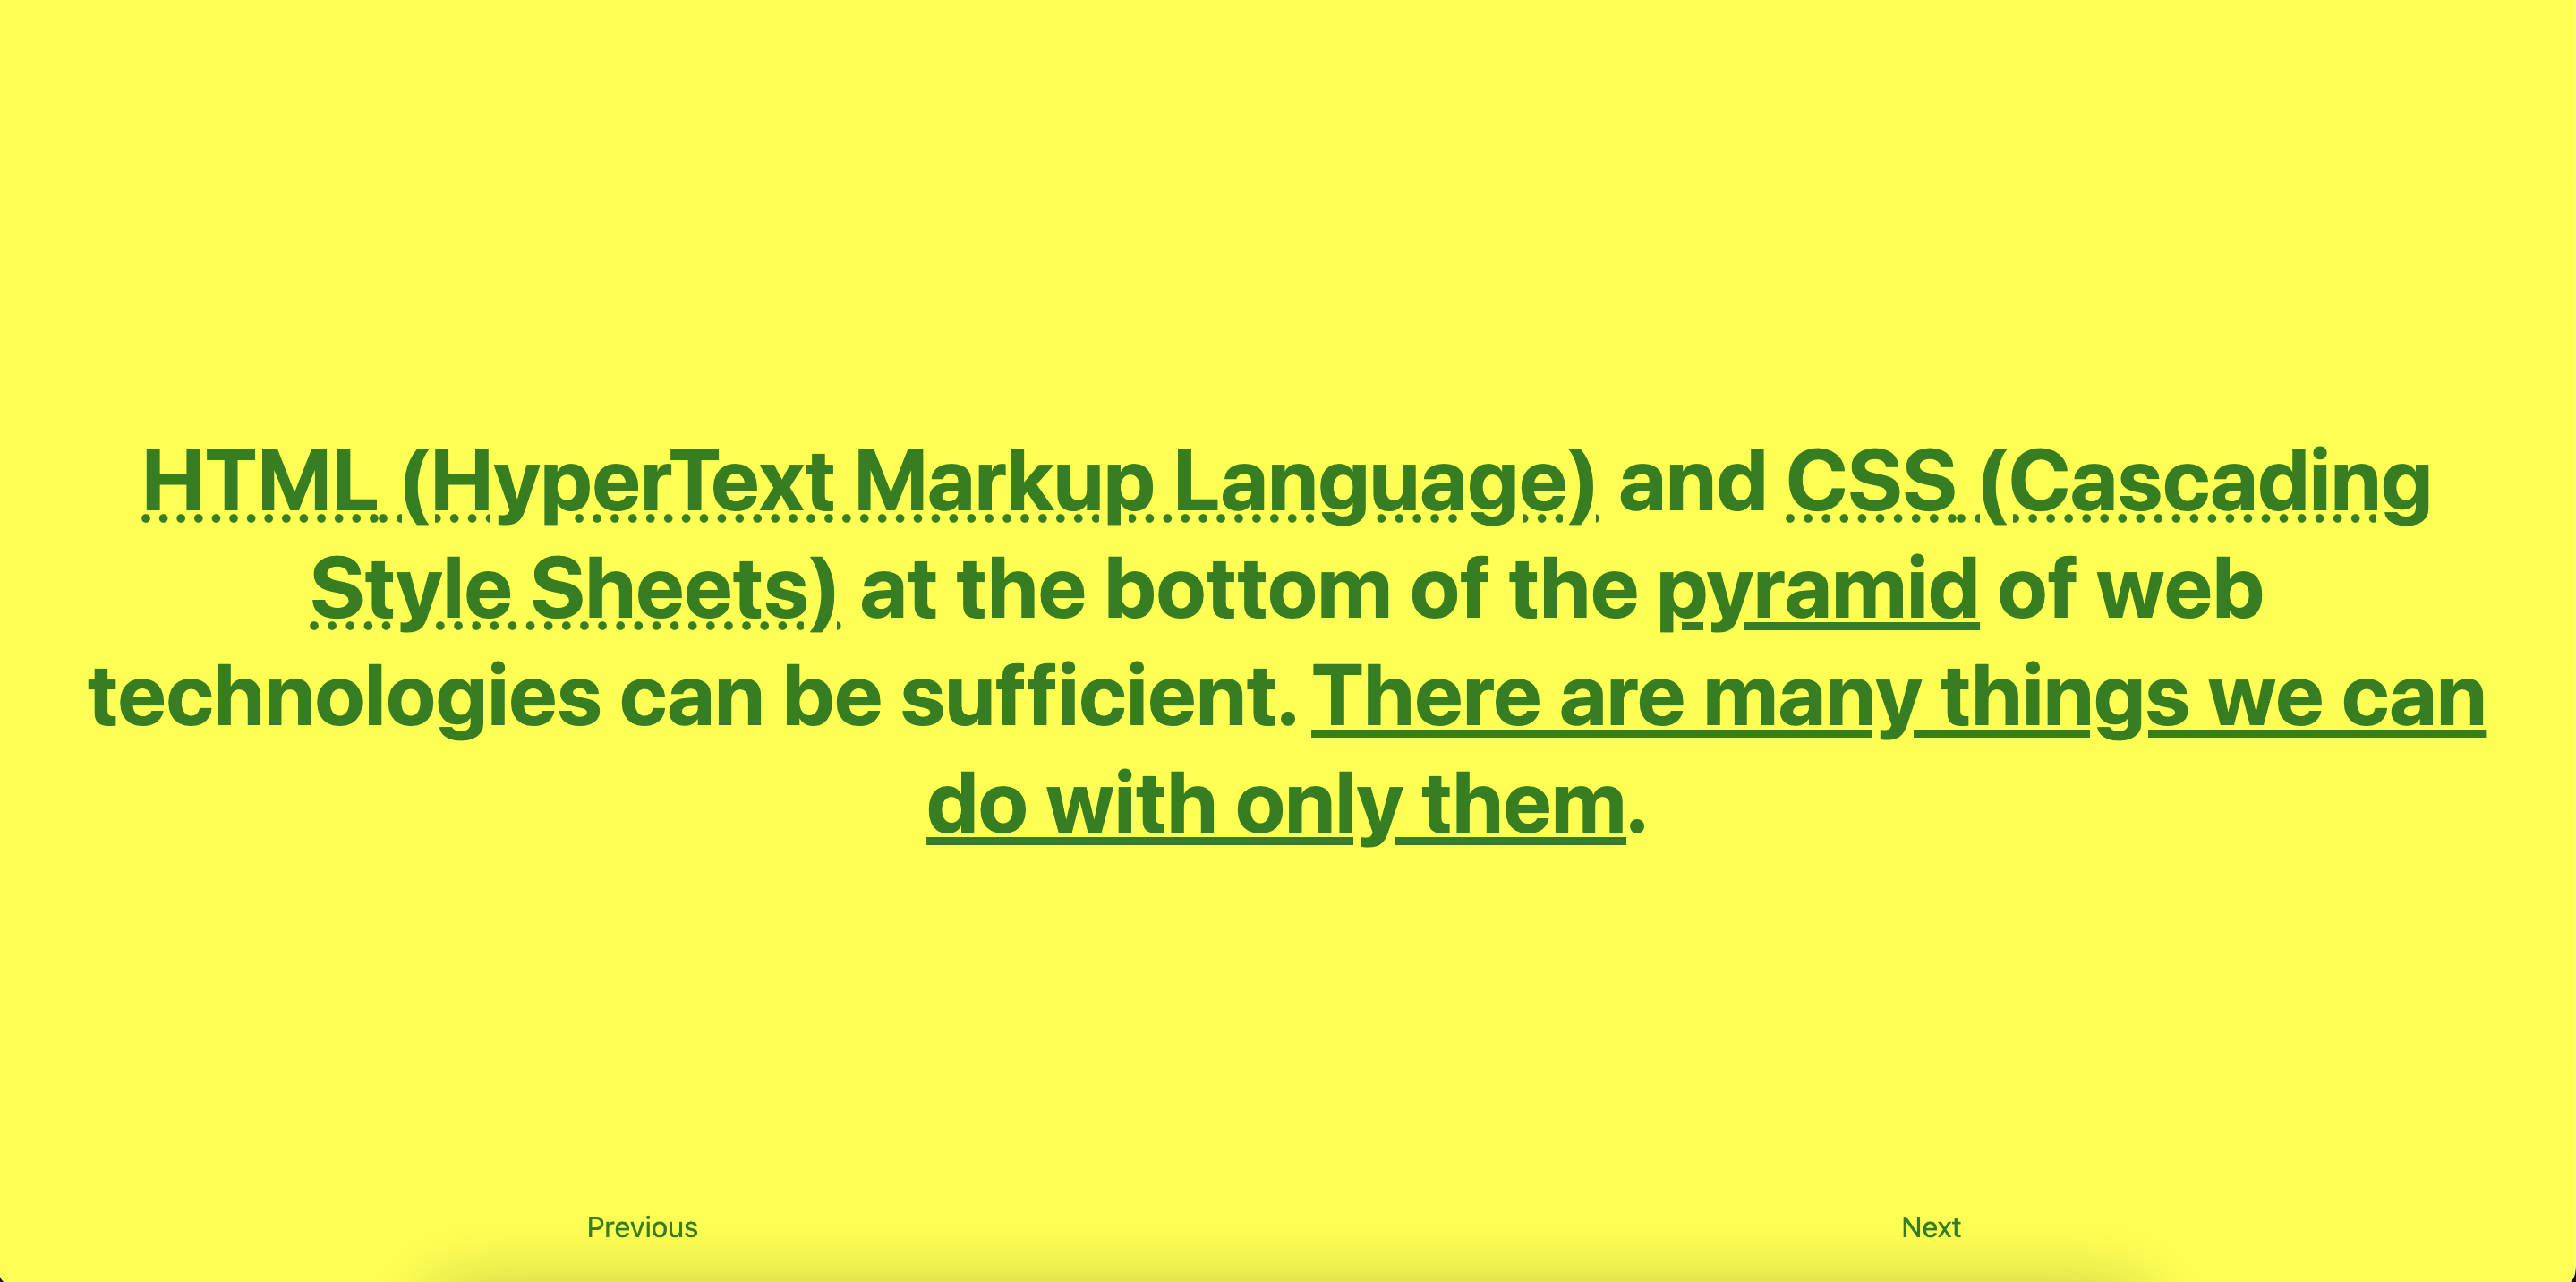 HTML (HyperText Markup Language) and CSS (Cascading
Style Sheets) at the bottom of the pyramid of web
technologies can be sufficient. There are many things we can
do with only them.
Previous
Next